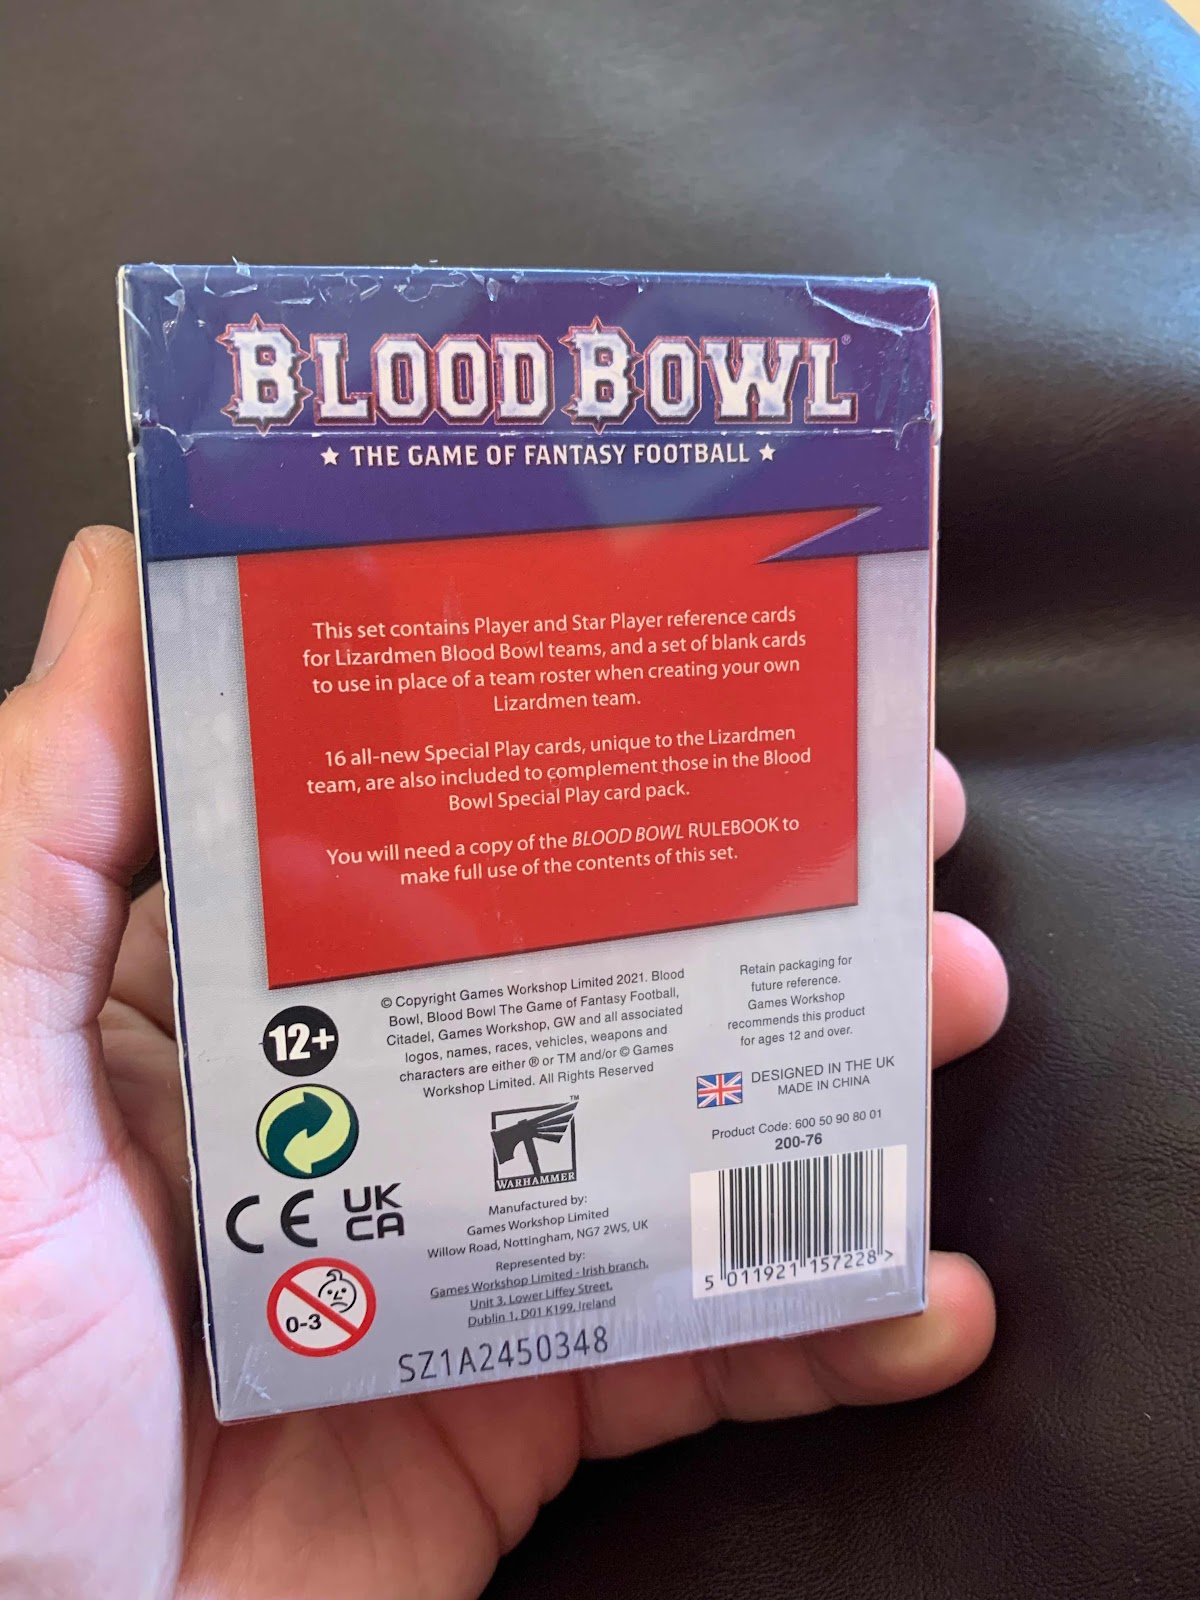 BLOOD BOWL®
★ THE GAME OF FANTASY FOOTBALL ★
This set contains Player and Star Player reference cards
for Lizardmen Blood Bowl teams, and a set of blank cards
to use in place of a team roster when creating your own
Lizardmen team.
16 all-new Special Play cards, unique to the Lizardmen
team, are also included to complement those in the Blood
Bowl Special Play card pack.
You will need a copy of the BLOOD BOWL RULEBOOK to
make full use of the contents of this set.
12+
© Copyright Games Workshop Limited 2021. Blood
Bowl, Blood Bowl The Game of Fantasy Football,
Citadel, Games Workshop, GW and all associated
logos, names, races, vehicles, weapons and
characters are either ® or TM and/or © Games
Workshop Limited. All Rights Reserved
Retain packaging for
future reference.
Games Workshop
recommends this product
for ages 12 and over.
DESIGNED IN THE UK
MADE IN CHINA
Product Code: 600 50 90 80 01
200-76
CE
UK
CA
0-3
WARHAMMER™
Manufactured by:
Games Workshop Limited
Willow Road, Nottingham, NG7 2WS, UK
Represented by:
Games Workshop Limited - Irish branch,
Unit 3, Lower Liffey Street,
Dublin 1, D01 K199, Ireland
5 011921 157228 >
SZ1A2450348